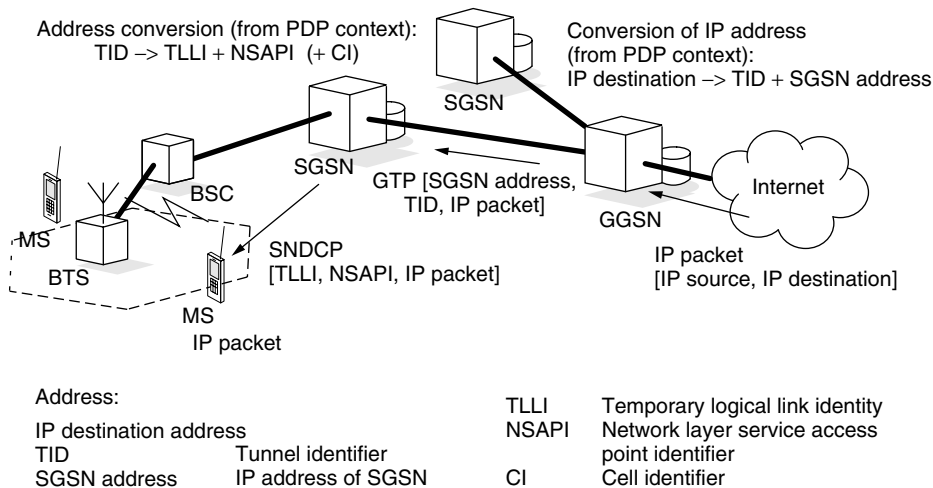 Address conversion (from PDP context):
TID –> TLLI + NSAPI (+ CI)
Conversion of IP address
(from PDP context):
IP destination –> TID + SGSN address
SGSN
SGSN
BSC
GTP [SGSN address,
TID, IP packet]
GGSN
Internet
MS
BTS
SNDCP
[TLLI, NSAPI, IP packet]
IP packet
[IP source, IP destination]
MS
IP packet
Address:
IP destination address
TID Tunnel identifier
SGSN address IP address of SGSN
TLLI Temporary logical link identity
NSAPI Network layer service access
point identifier
CI Cell identifier